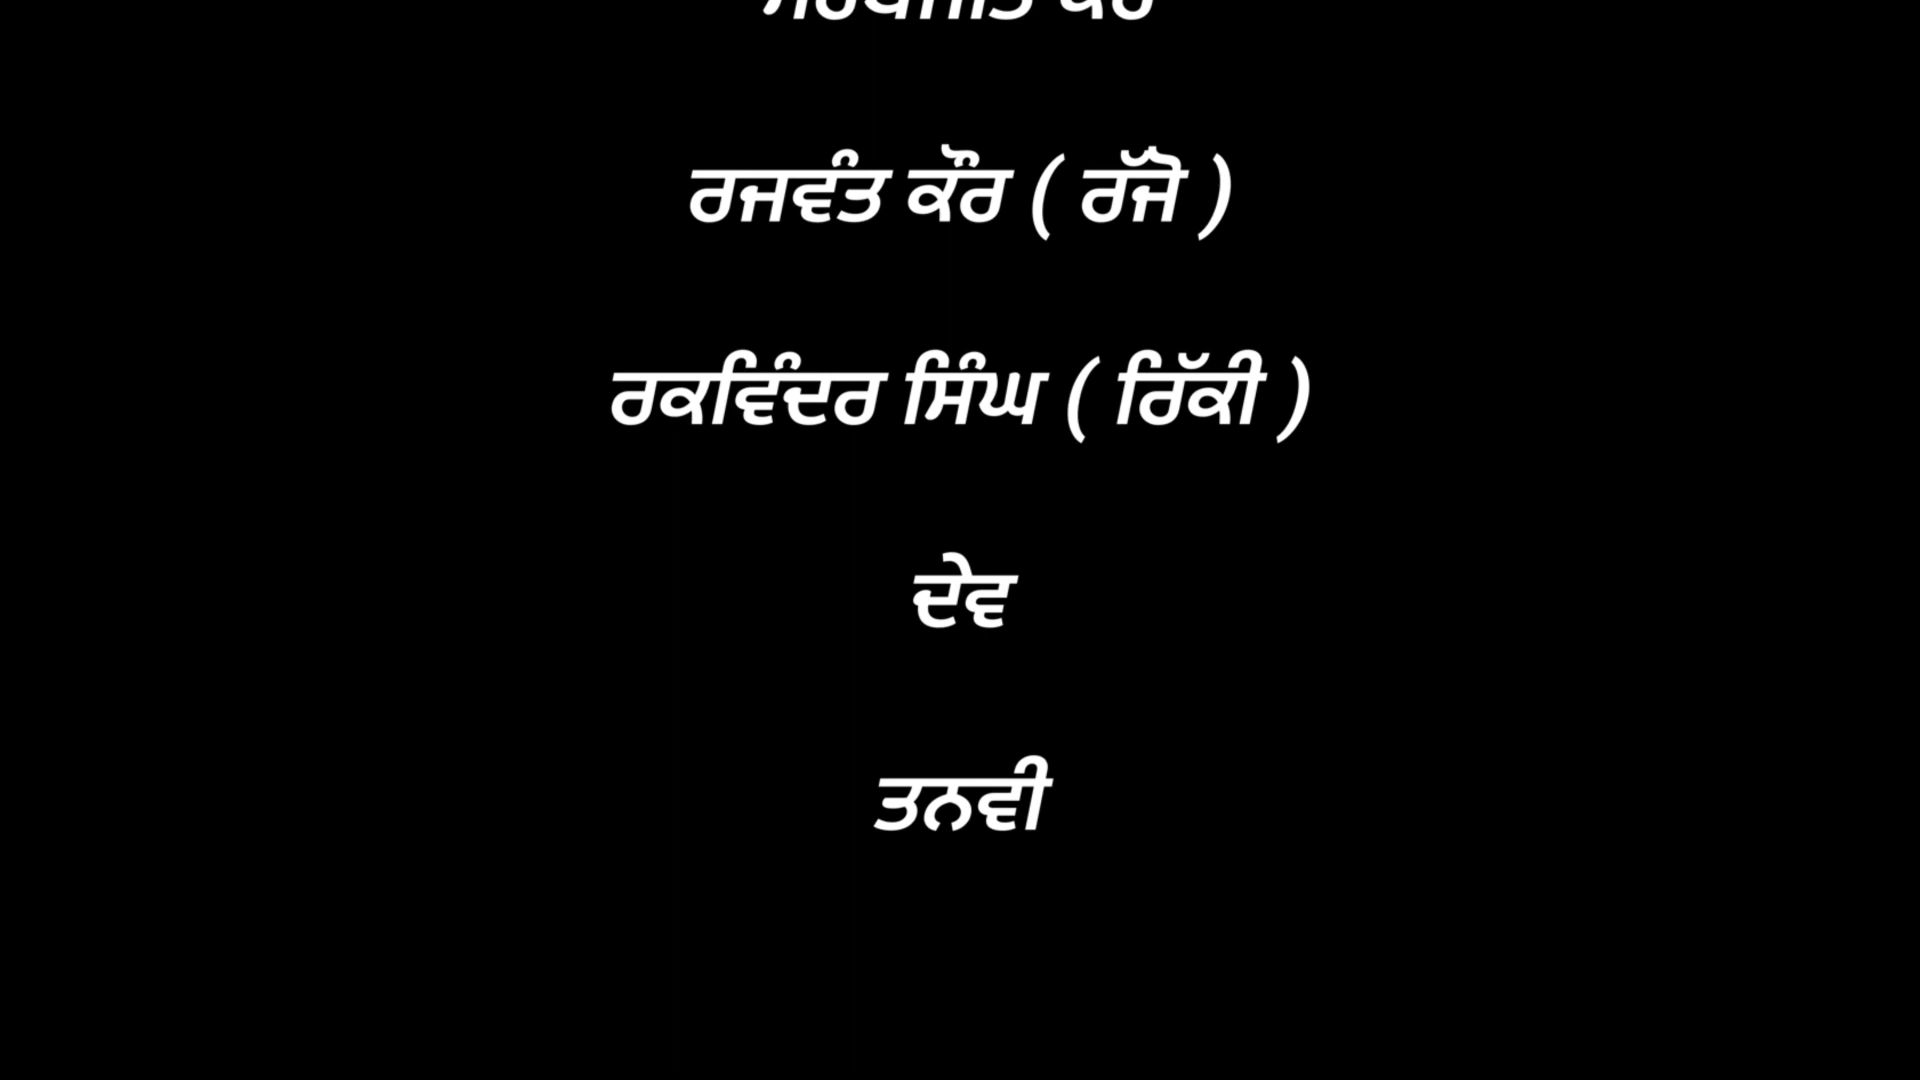 ਰਜਵੰਤ ਕੌਰ ( ਰੱਜੋ )
ਰਕਵਿੰਦਰ ਸਿੰਘ ( ਰਿੱਕੀ )
ਦੇਵ
ਤਨਵੀ